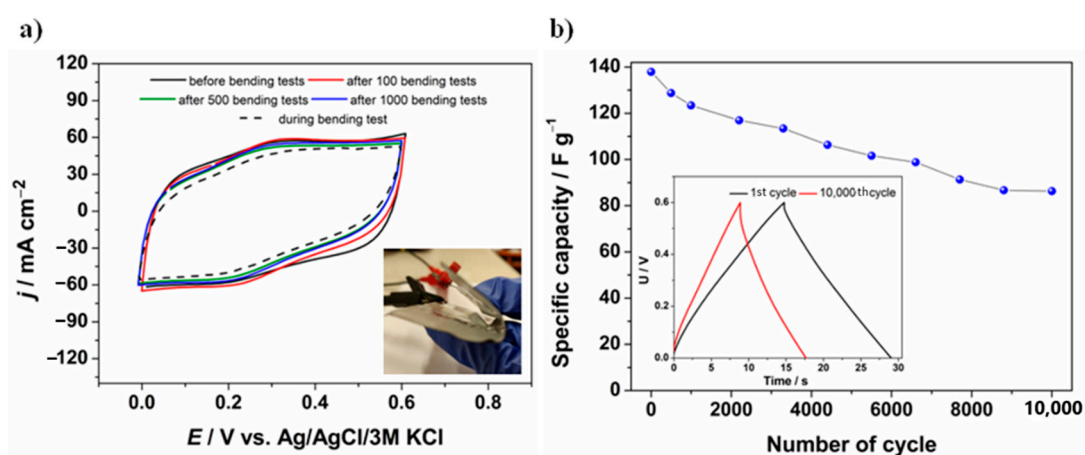 a)
120
90
60
30
0
−30
−60
−90
−120
j / mA cm−2
before bending tests after 100 bending tests
after 500 bending tests after 1000 bending tests
during bending test
0.0 0.2 0.4 0.6 0.8
E / V vs. Ag/AgCl/3M KCl
b)
140
120
100
80
60
40
20
0
Specific capacity / F g−1
1st cycle 10,000thcycle
0.6
0.4
0.2
0.0
U / V
0 5 10 15 20 25 30
Time / s
0 2000 4000 6000 8000 10,000
Number of cycle